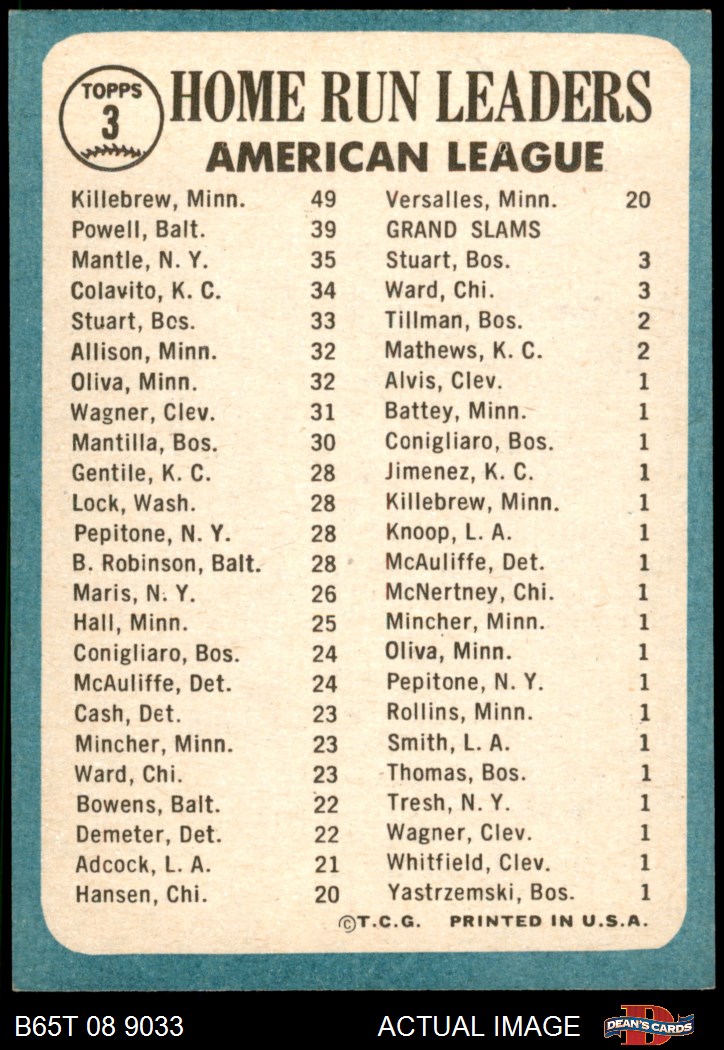 TOPPS
3
HOME RUN LEADERS
AMERICAN LEAGUE
Killebrew, Minn. 49
Powell, Balt. 39
Mantle, N. Y. 35
Colavito, K. C. 34
Stuart, Bos. 33
Allison, Minn. 32
Oliva, Minn. 32
Wagner, Clev. 31
Mantilla, Bos. 30
Gentile, K. C. 28
Lock, Wash. 28
Pepitone, N. Y. 28
B. Robinson, Balt. 28
Maris, N. Y. 26
Hall, Minn. 25
Conigliaro, Bos. 24
McAuliffe, Det. 24
Cash, Det. 23
Mincher, Minn. 23
Ward, Chi. 23
Bowens, Balt. 22
Demeter, Det. 22
Adcock, L. A. 21
Hansen, Chi. 20
Versalles, Minn. 20
GRAND SLAMS
Stuart, Bos. 3
Ward, Chi. 3
Tillman, Bos. 2
Mathews, K. C. 2
Alvis, Clev. 1
Battey, Minn. 1
Conigliaro, Bos. 1
Jimenez, K. C. 1
Killebrew, Minn. 1
Knoop, L. A. 1
McAuliffe, Det. 1
McNertney, Chi. 1
Mincher, Minn. 1
Oliva, Minn. 1
Pepitone, N. Y. 1
Rollins, Minn. 1
Smith, L. A. 1
Thomas, Bos. 1
Tresh, N. Y. 1
Wagner, Clev. 1
Whitfield, Clev. 1
Yastrzemski, Bos. 1
©T.C.G. PRINTED IN U.S.A.
B65T 08 9033 ACTUAL IMAGE
D
DEAN'S CARDS